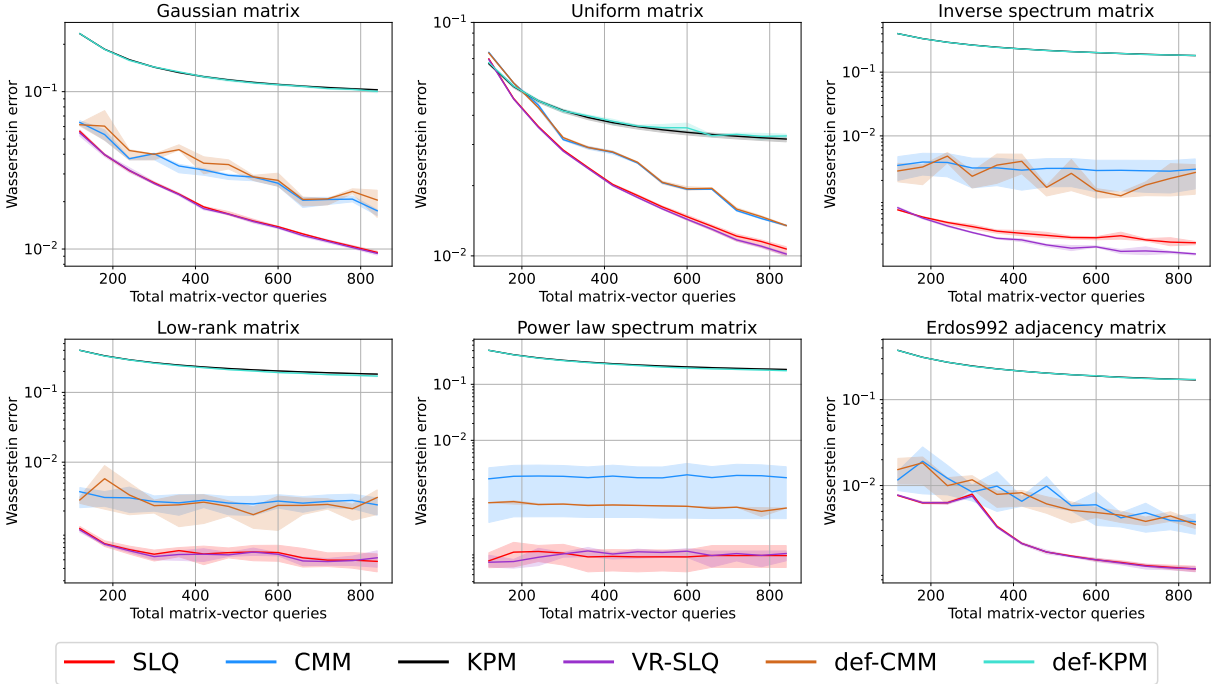 Gaussian matrix
Uniform matrix
Inverse spectrum matrix
Wasserstein error
10⁻¹
10⁻²
200
400
600
800
Total matrix-vector queries
Wasserstein error
10⁻¹
10⁻²
200
400
600
800
Total matrix-vector queries
Wasserstein error
10⁻¹
10⁻²
200
400
600
800
Total matrix-vector queries
Low-rank matrix
Power law spectrum matrix
Erdos992 adjacency matrix
Wasserstein error
10⁻¹
10⁻²
200
400
600
800
Total matrix-vector queries
Wasserstein error
10⁻¹
10⁻²
200
400
600
800
Total matrix-vector queries
Wasserstein error
10⁻¹
10⁻²
200
400
600
800
Total matrix-vector queries
SLQ CMM KPM VR-SLQ def-CMM def-KPM